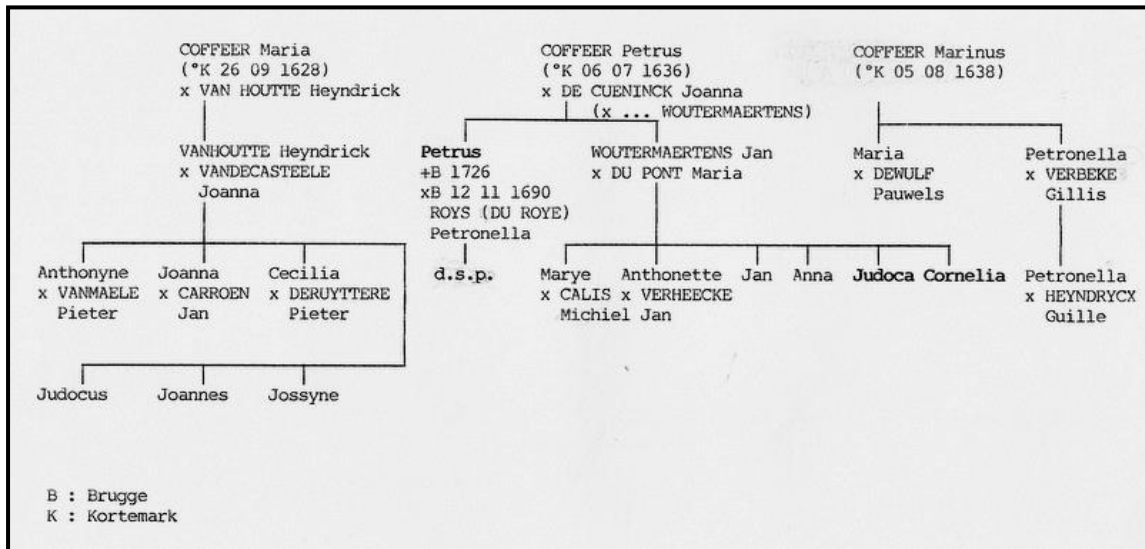 COFFEER Maria
(°K 26 09 1628)
x VAN HOUTTE Heyndrick
COFFEER Petrus
(°K 06 07 1636)
x DE CUENINCK Joanna
(x ... WOUTERMAERTENS)
COFFEER Marinus
(°K 05 08 1638)
VANHOUTTE Heyndrick
x VANDECASTEELE
Joanna
Petrus
+B 1726
xB 12 11 1690
ROYS (DU ROYE)
Petronella
d.s.p.
WOUTERMAERTENS Jan
x DU PONT Maria
Maria
x DEWULF
Pauwels
Petronella
x VERBEKE
Gillis
Anthonyne
x VANMAELE
Pieter
Joanna
x CARROEN
Jan
Cecilia
x DERUYTTERE
Pieter
Marye
x CALIS
Michiel
Anthonette
x VERHEECKE
Jan
Jan
Anna
Judoca
Cornelia
Petronella
x HEYNDRYCX
Guille
Judocus
Joannes
Jossyne
B : Brugge
K : Kortemark